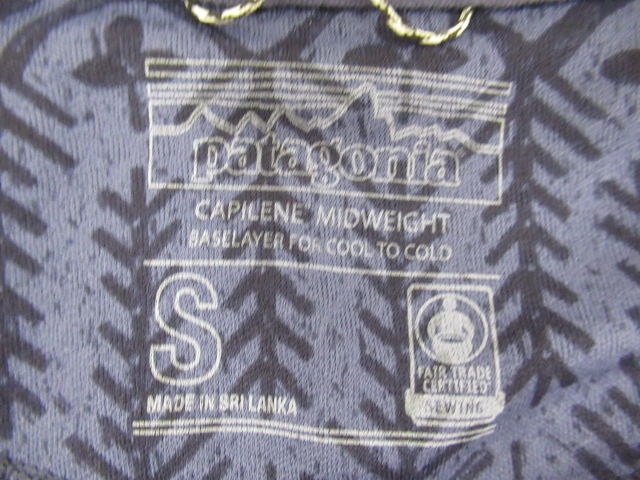 patagonia
CAPILENE® MIDWEIGHT
BASELAYER FOR COOL TO COLD
S
MADE IN SRI LANKA
FAIR TRADE
CERTIFIED
SEWING